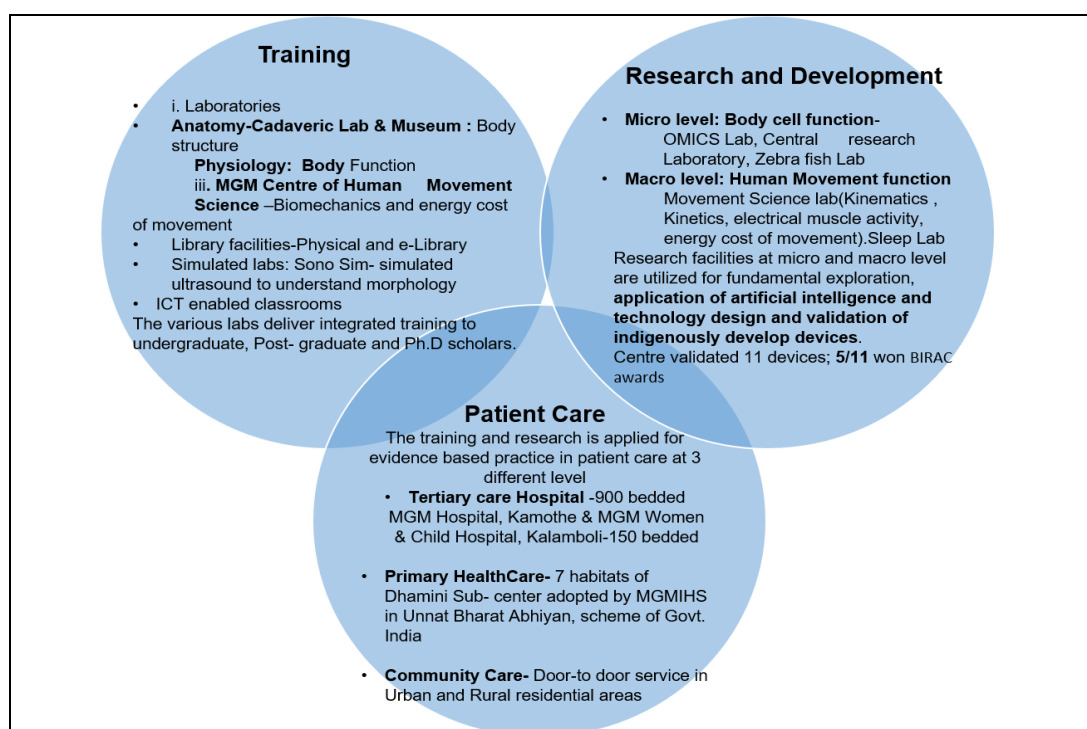 Training
• i. Laboratories
• Anatomy-Cadaveric Lab & Museum : Body
structure
Physiology: Body Function
iii. MGM Centre of Human Movement
Science –Biomechanics and energy cost
of movement
• Library facilities-Physical and e-Library
• Simulated labs: Sono Sim- simulated
ultrasound to understand morphology
• ICT enabled classrooms
The various labs deliver integrated training to
undergraduate, Post- graduate and Ph.D scholars.
Research and Development
• Micro level: Body cell function-
OMICS Lab, Central research
Laboratory, Zebra fish Lab
• Macro level: Human Movement function
Movement Science lab(Kinematics ,
Kinetics, electrical muscle activity,
energy cost of movement).Sleep Lab
Research facilities at micro and macro level
are utilized for fundamental exploration,
application of artificial intelligence and
technology design and validation of
indigenously develop devices.
Centre validated 11 devices; 5/11 won BIRAC
awards
Patient Care
The training and research is applied for
evidence based practice in patient care at 3
different level
• Tertiary care Hospital -900 bedded
MGM Hospital, Kamothe & MGM Women
& Child Hospital, Kalamboli-150 bedded
• Primary HealthCare- 7 habitats of
Dhamini Sub- center adopted by MGMIHS
in Unnat Bharat Abhiyan, scheme of Govt.
India
• Community Care- Door-to door service in
Urban and Rural residential areas